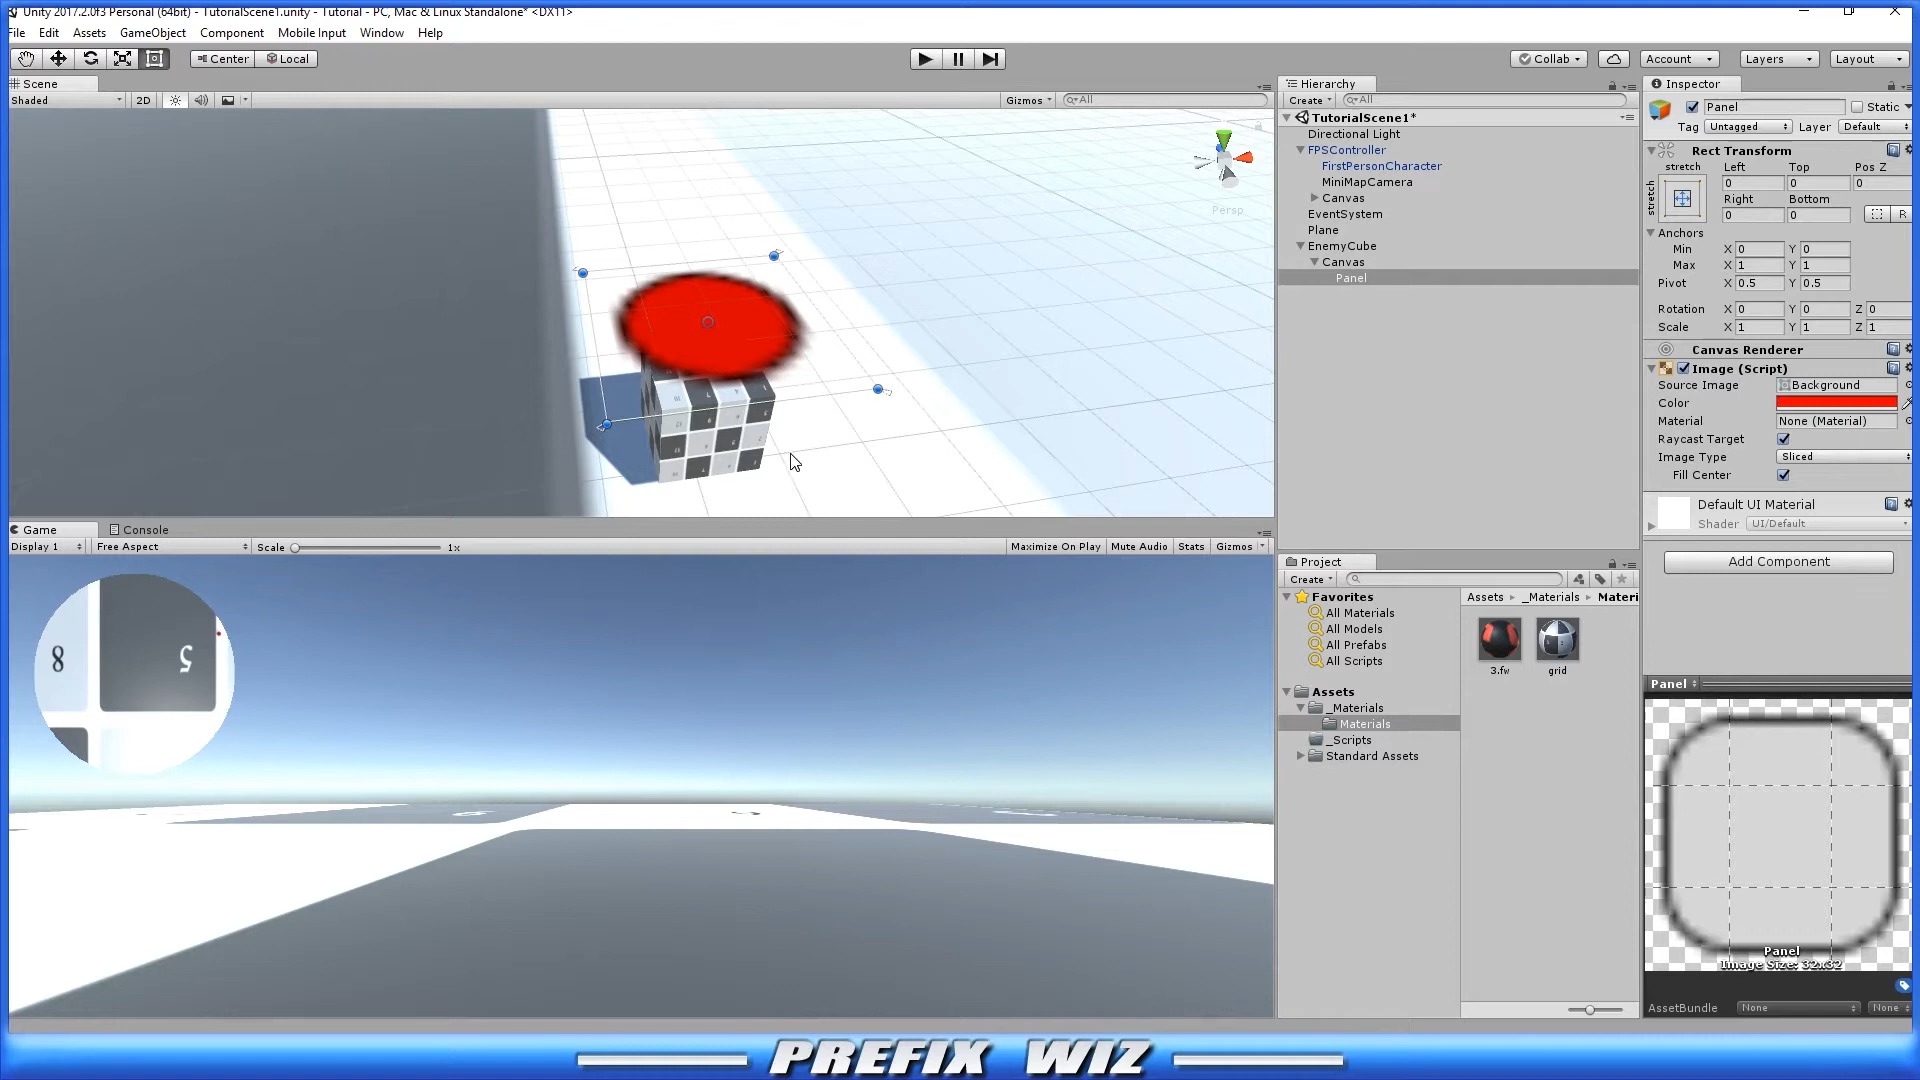 Unity 2017.2.0f3 Personal (64bit) - TutorialScene1.unity - Tutorial - PC, Mac & Linux Standalone* <DX11>
File Edit Assets GameObject Component Mobile Input Window Help
Center Local
Collab Account Layers Layout
Scene
Shaded 2D Gizmos All
Persp
Game Console
Display 1 Free Aspect Scale 1x Maximize On Play Mute Audio Stats Gizmos
8 5
Hierarchy
Create All
TutorialScene1*
Directional Light
FPSController
FirstPersonCharacter
MiniMapCamera
Canvas
EventSystem
Plane
EnemyCube
Canvas
Panel
Project
Create
Favorites
All Materials
All Models
All Prefabs
All Scripts
Assets
_Materials
Materials
_Scripts
Standard Assets
Assets _Materials Materi
3.fw grid
Inspector
Panel Static
Tag Untagged Layer Default
Rect Transform
stretch Left Top Pos Z
stretch 0 0 0
Right Bottom
0 0 R
Anchors
Min X 0 Y 0
Max X 1 Y 1
Pivot X 0.5 Y 0.5
Rotation X 0 Y 0 Z 0
Scale X 1 Y 1 Z 1
Canvas Renderer
Image (Script)
Source Image Background
Color
Material None (Material)
Raycast Target
Image Type Sliced
Fill Center
Default UI Material
Shader UI/Default
Add Component
Panel
Panel
Image Size: 32x32
AssetBundle None None
PREFIX WIZ